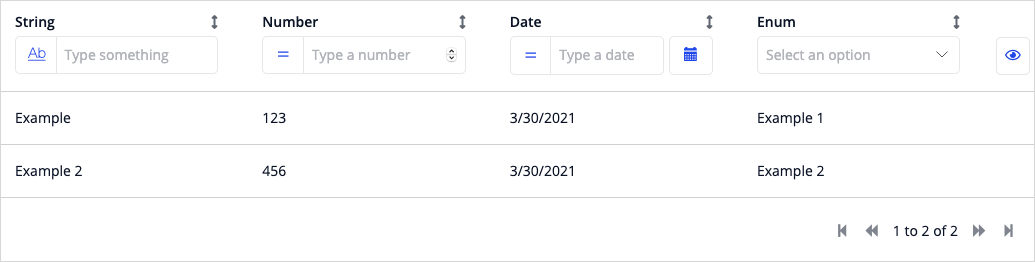 String Number Date Enum
Ab Type something = Type a number = Type a date Select an option
Example 123 3/30/2021 Example 1
Example 2 456 3/30/2021 Example 2
1 to 2 of 2